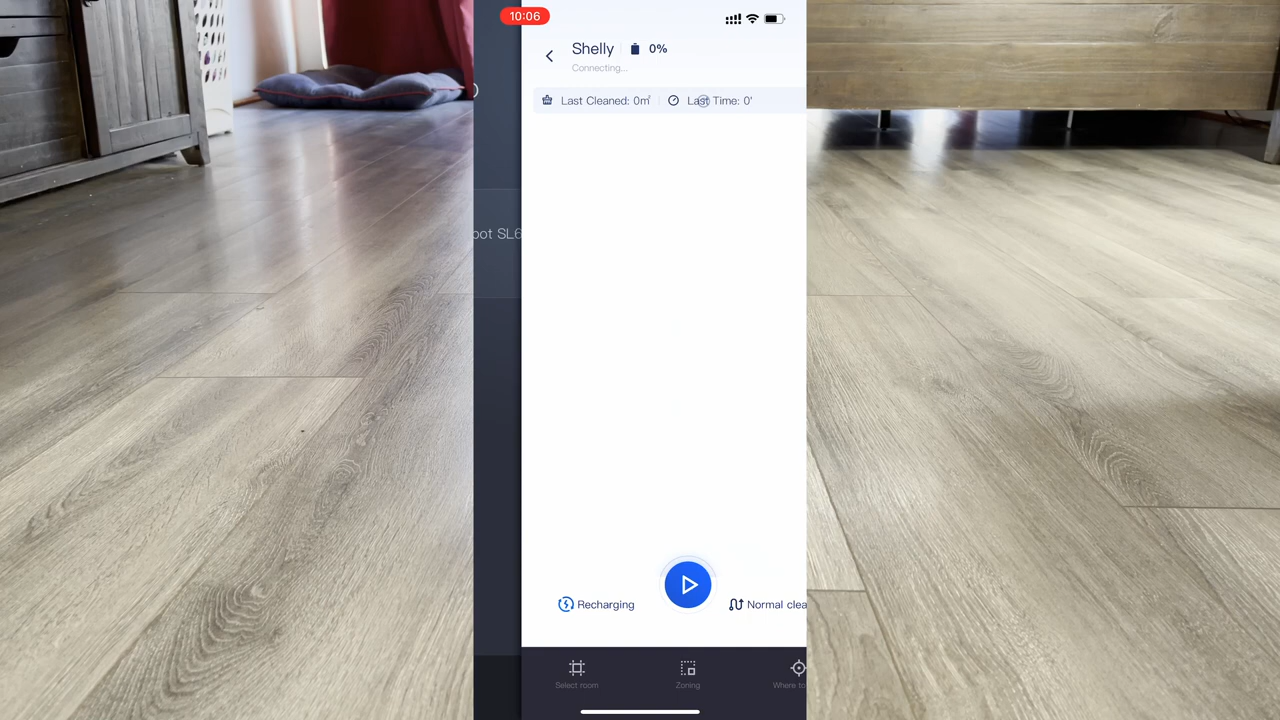 10:06
Shelly
0%
Connecting...
Last Cleaned: 0㎡
Last Time: 0'
bot SL6
Recharging
Normal clea
Select room
Zoning
Where to